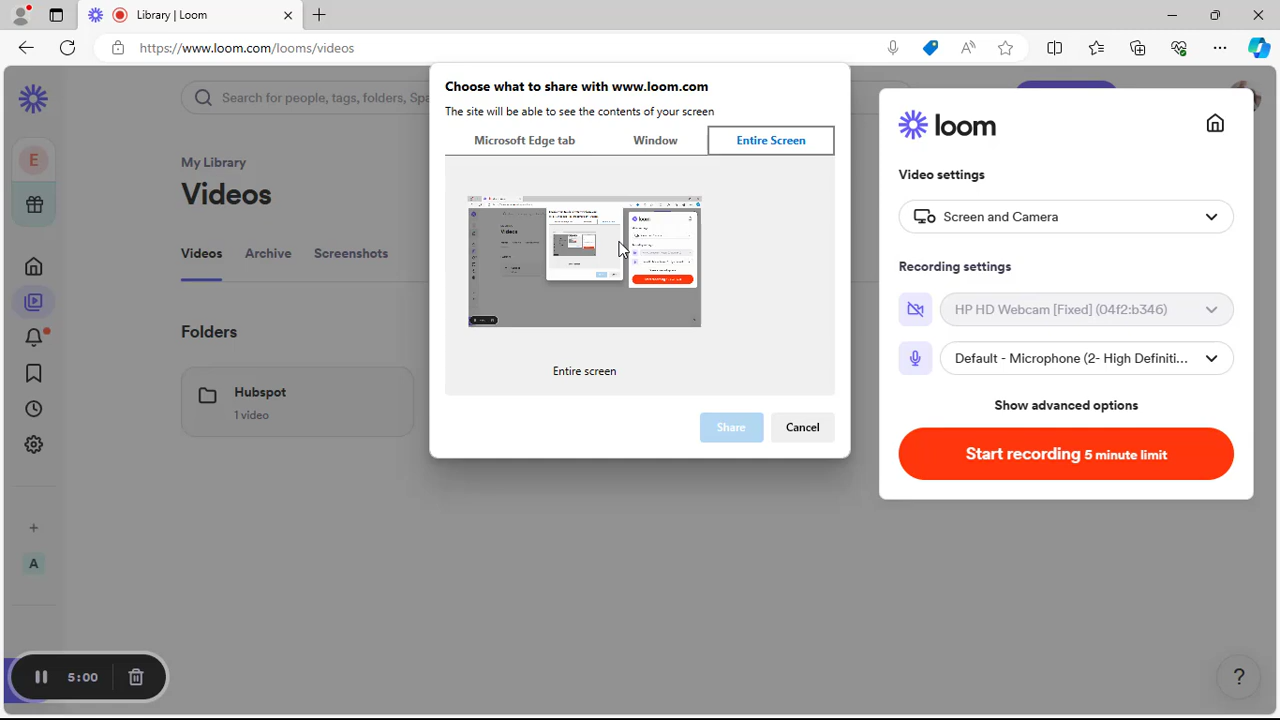 Library | Loom
https://www.loom.com/looms/videos
Search for people, tags, folders, Spa
E
My Library
Videos
Videos Archive Screenshots
Folders
Hubspot
1 video
A
5:00
Choose what to share with www.loom.com
The site will be able to see the contents of your screen
Microsoft Edge tab Window Entire Screen
Entire screen
Share Cancel
loom
Video settings
Screen and Camera
Recording settings
HP HD Webcam [Fixed] (04f2:b346)
Default - Microphone (2- High Definiti...
Show advanced options
Start recording 5 minute limit
?